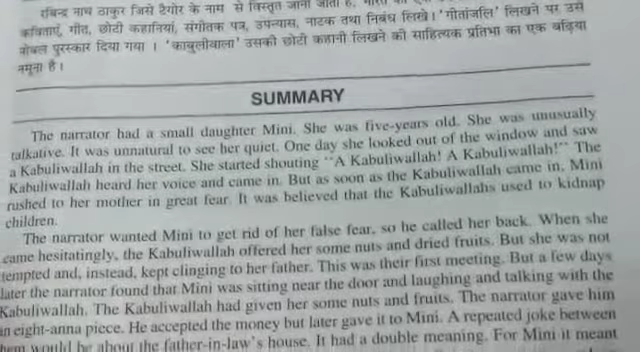 रबिन्द्र नाथ ठाकुर जिसे टैगोर के नाम से विस्तृत जाना जाता है, भारत का एक
कविताएँ, गीत, छोटी कहानियां, संगीतक पत्र, उपन्यास, नाटक तथा निबंध लिखे। 'गीतांजलि' लिखने पर उसे
नोबल पुरस्कार दिया गया । 'काबुलीवाला' उसकी छोटी कहानी लिखने की साहित्यिक प्रतिभा का एक बढ़िया
नमूना है।
SUMMARY
The narrator had a small daughter Mini. She was five-years old. She was unusually
talkative. It was unnatural to see her quiet. One day she looked out of the window and saw
a Kabuliwallah in the street. She started shouting "A Kabuliwallah! A Kabuliwallah!" The
Kabuliwallah heard her voice and came in. But as soon as the Kabuliwallah came in, Mini
rushed to her mother in great fear. It was believed that the Kabuliwallahs used to kidnap
children.
The narrator wanted Mini to get rid of her false fear, so he called her back. When she
came hesitatingly, the Kabuliwallah offered her some nuts and dried fruits. But she was not
tempted and, instead, kept clinging to her father. This was their first meeting. But a few days
later the narrator found that Mini was sitting near the door and laughing and talking with the
Kabuliwallah. The Kabuliwallah had given her some nuts and fruits. The narrator gave him
an eight-anna piece. He accepted the money but later gave it to Mini. A repeated joke between
them would be about the father-in-law's house. It had a double meaning. For Mini it meant